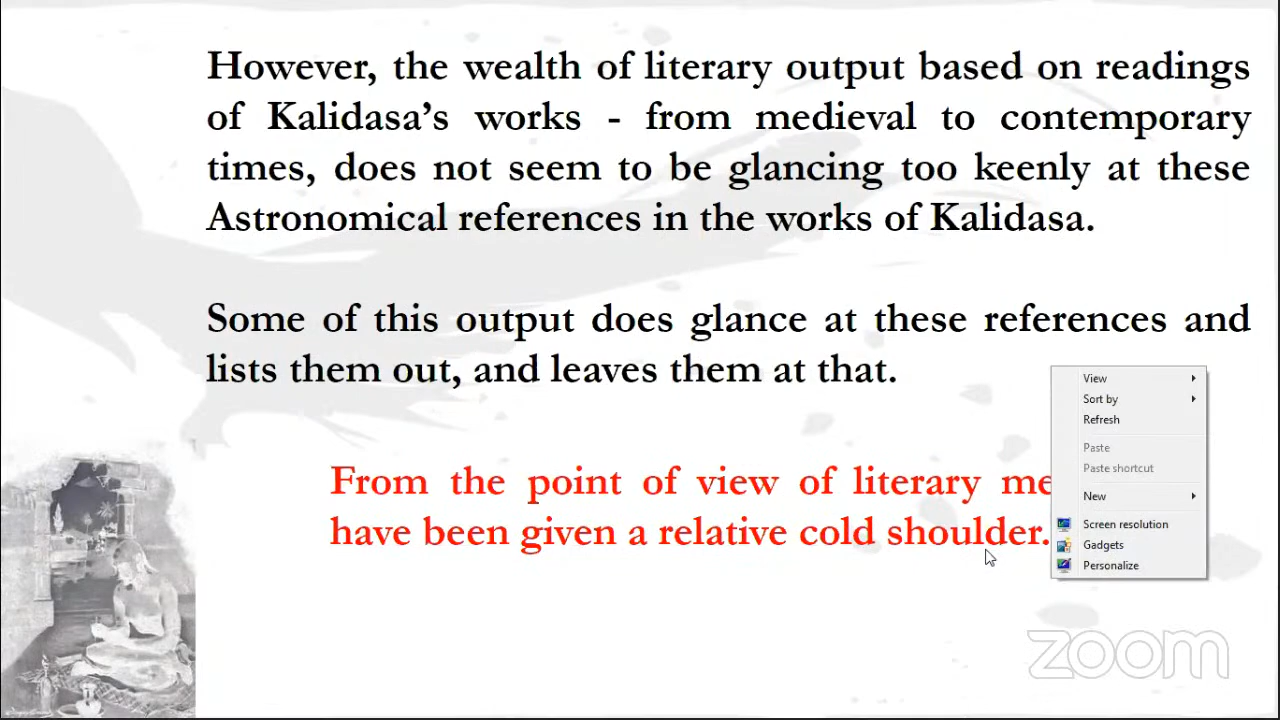 However, the wealth of literary output based on readings
of Kalidasa’s works - from medieval to contemporary
times, does not seem to be glancing too keenly at these
Astronomical references in the works of Kalidasa.
Some of this output does glance at these references and
lists them out, and leaves them at that.
From the point of view of literary
have been given a relative cold shoulder.
View
Sort by
Refresh
Paste
Paste shortcut
New
Screen resolution
Gadgets
Personalize
zoom